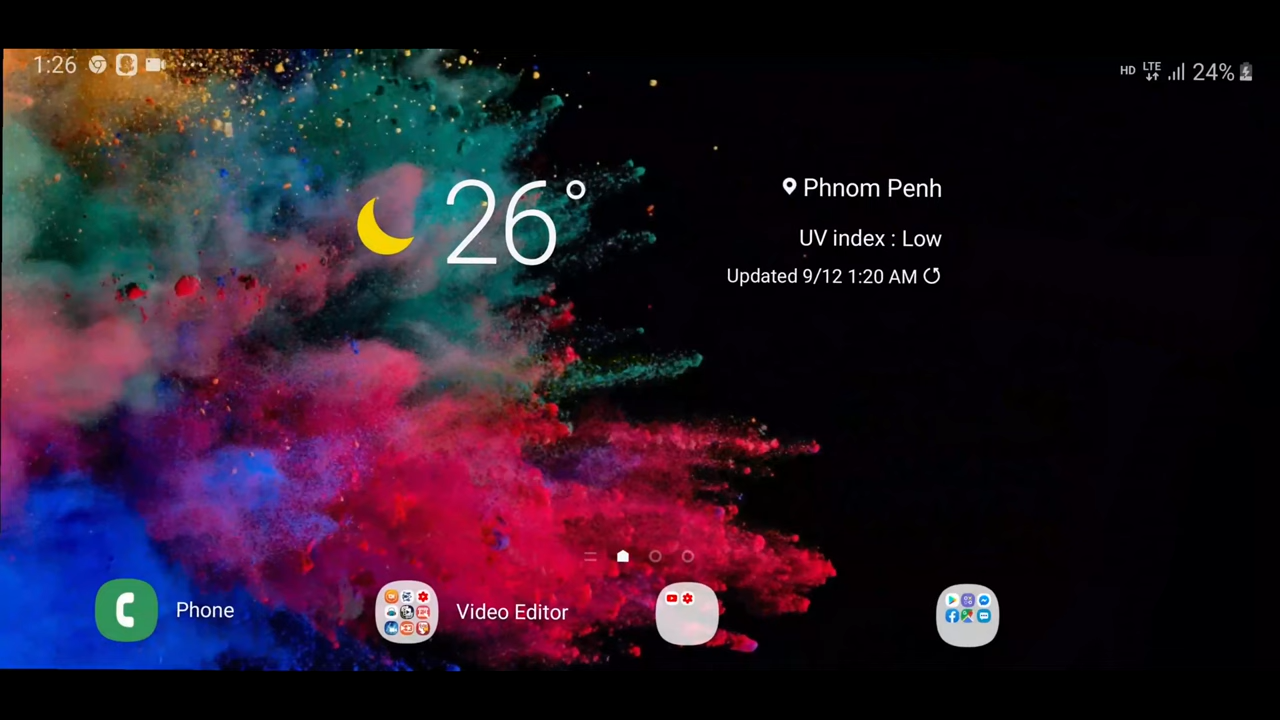 1:26
HD LTE 24%
26°
Phnom Penh
UV index : Low
Updated 9/12 1:20 AM
Phone
Video Editor